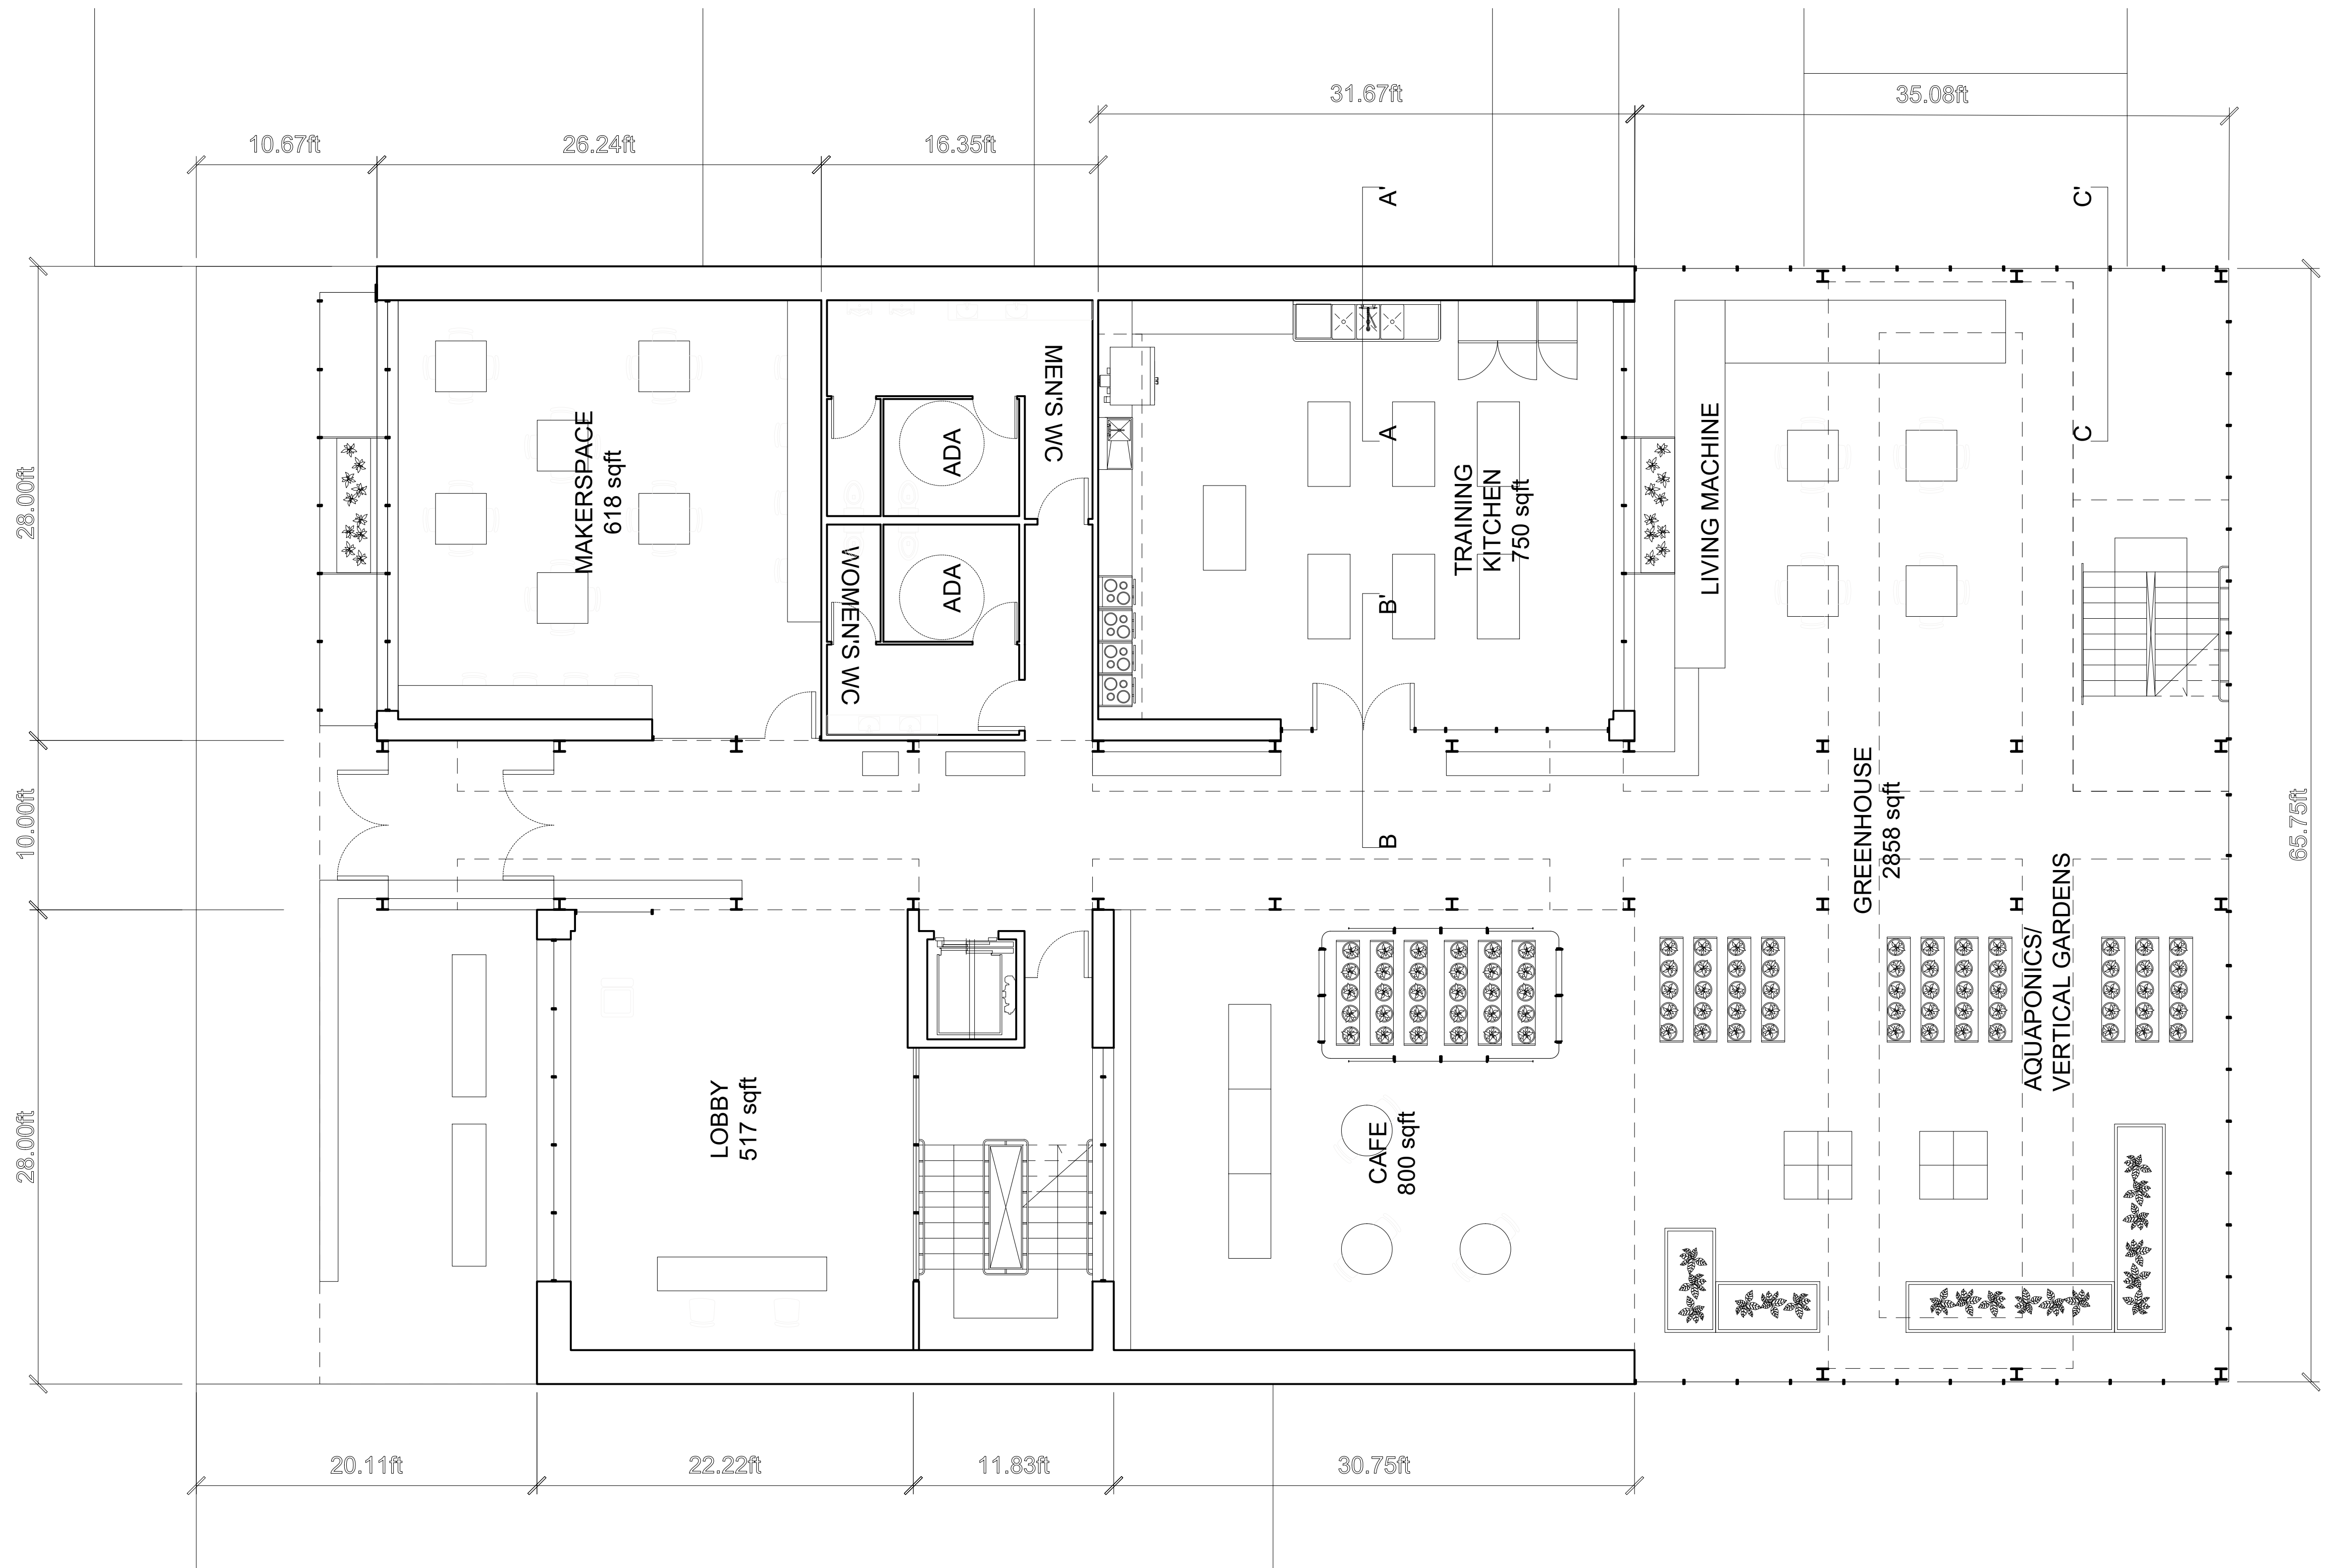 31.67ft
35.08ft
10.67ft
26.24ft
16.35ft
A'
C'
28.00ft
10.00ft
28.00ft
65.75ft
MAKERSPACE
618 sqft
MEN'S WC
ADA
WOMEN'S WC
ADA
A
C
TRAINING
KITCHEN
750 sqft
B'
B
LIVING MACHINE
GREENHOUSE
2858 sqft
AQUAPONICS/
VERTICAL GARDENS
LOBBY
517 sqft
CAFE
800 sqft
20.11ft
22.22ft
11.83ft
30.75ft